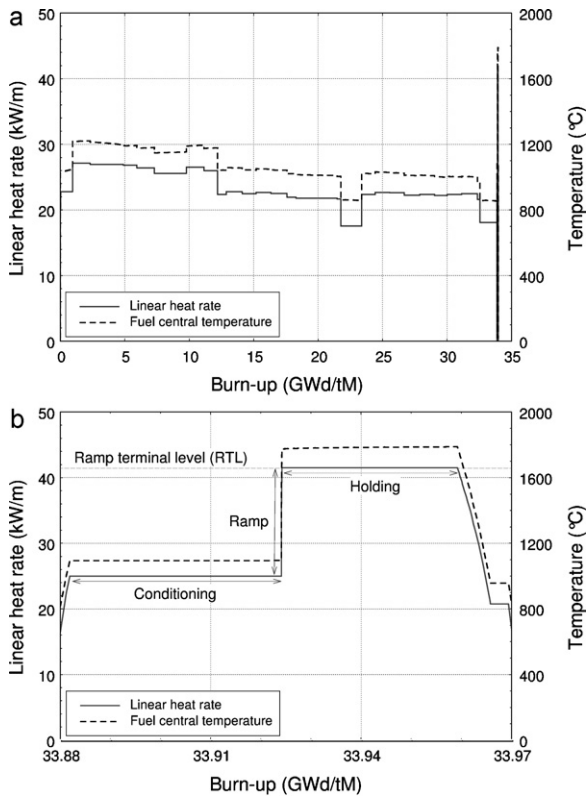 a
50
40
30
20
10
0
Linear heat rate (kW/m)
2000
1600
1200
800
400
0
Temperature (°C)
Linear heat rate
Fuel central temperature
0 5 10 15 20 25 30 35
Burn-up (GWd/tM)
b
50
40
30
20
10
0
Linear heat rate (kW/m)
2000
1600
1200
800
400
0
Temperature (°C)
Ramp terminal level (RTL)
Holding
Ramp
Conditioning
Linear heat rate
Fuel central temperature
33.88 33.91 33.94 33.97
Burn-up (GWd/tM)